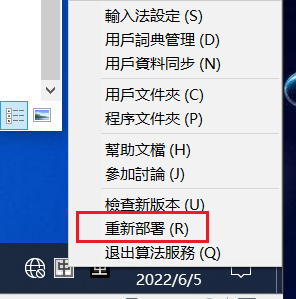 輸入法設定 (S)
用戶詞典管理 (D)
用戶資料同步 (N)
用戶文件夾 (C)
程序文件夾 (P)
幫助文檔 (H)
參加討論 (J)
檢查新版本 (U)
重新部署 (R)
退出算法服務 (Q)
中
2022/6/5